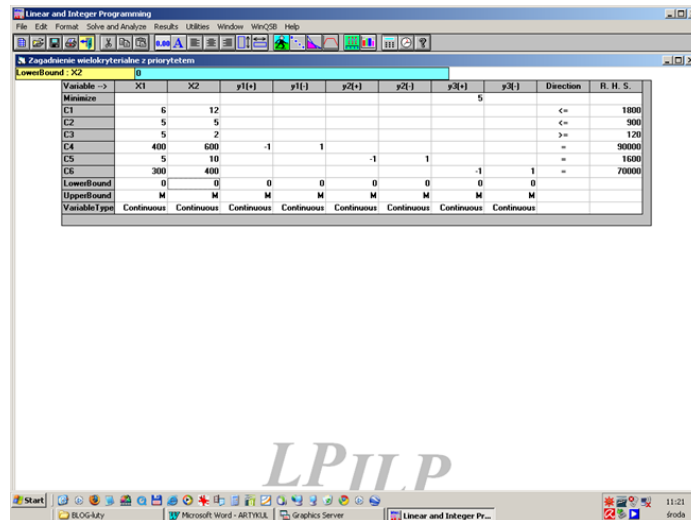 Linear and Integer Programming
File Edit Format Solve and Analyze Results Utilities Window WinQSB Help
0.00 A
Zagadnienie wielokryterialne z priorytetem
LowerBound : X2 0
Variable --> X1 X2 y1(+) y1(-) y2(+) y2(-) y3(+) y3(-) Direction R. H. S.
Minimize 5
C1 6 12 <= 1800
C2 5 5 <= 900
C3 5 2 >= 120
C4 400 600 -1 1 = 90000
C5 5 10 -1 1 = 1600
C6 300 400 -1 1 = 70000
LowerBound 0 0 0 0 0 0 0 0
UpperBound M M M M M M M M
VariableType Continuous Continuous Continuous Continuous Continuous Continuous Continuous Continuous
LPILP
Start 11:21
BLOG-luty Microsoft Word - ARTYKUŁ Graphics Server Linear and Integer Pr... środa